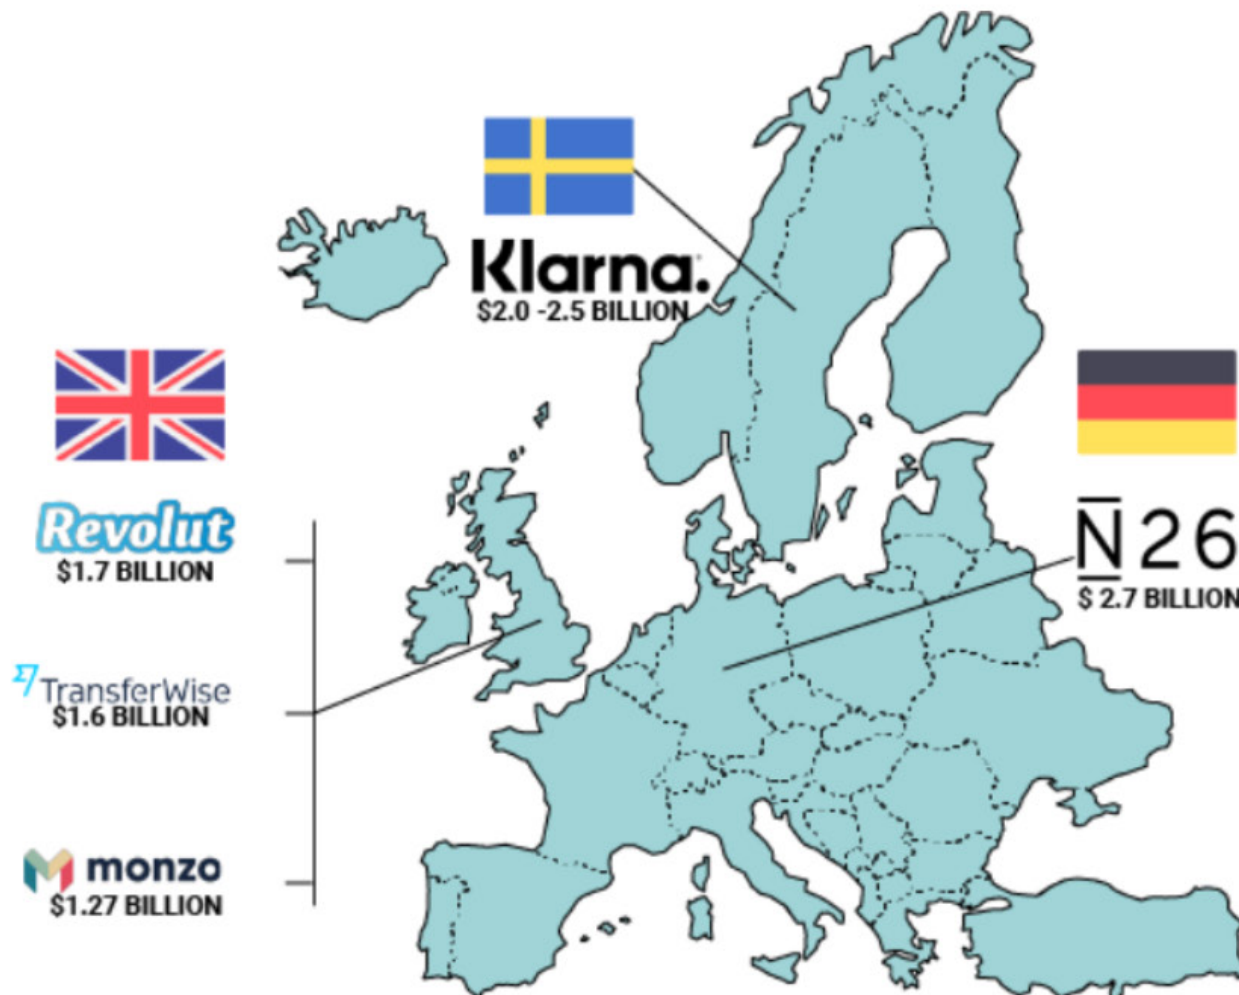 Klarna.
$2.0 -2.5 BILLION
Revolut
$1.7 BILLION
N26
$ 2.7 BILLION
TransferWise
$1.6 BILLION
monzo
$1.27 BILLION